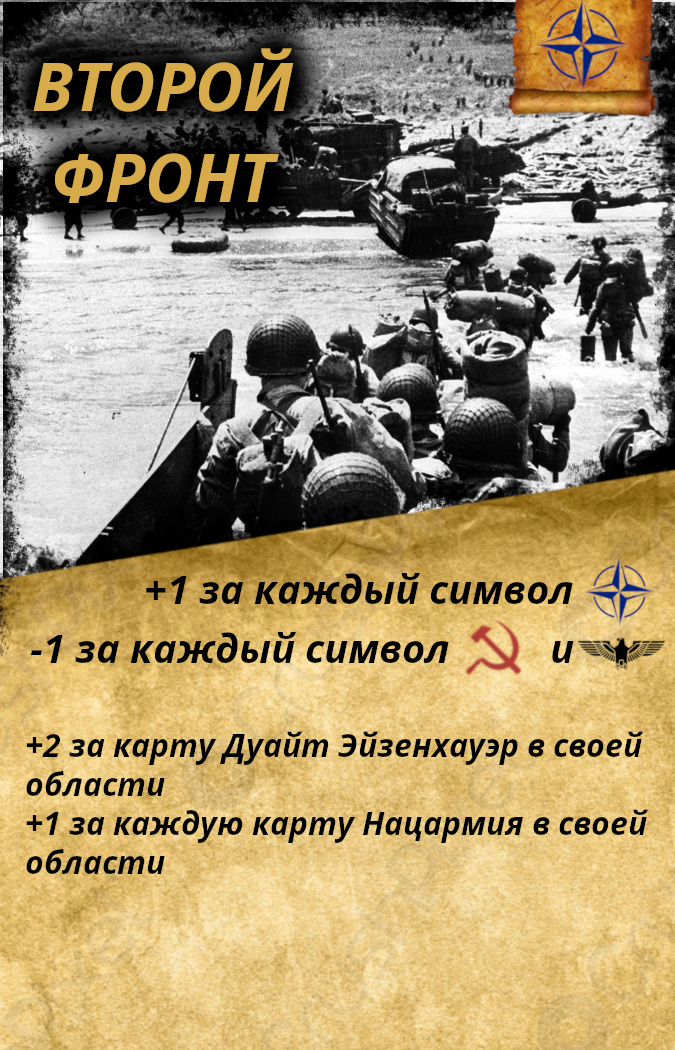 ВТОРОЙ
ФРОНТ
+1 за каждый символ
-1 за каждый символ и
+2 за карту Дуайт Эйзенхауэр в своей
области
+1 за каждую карту Нацармия в своей
области